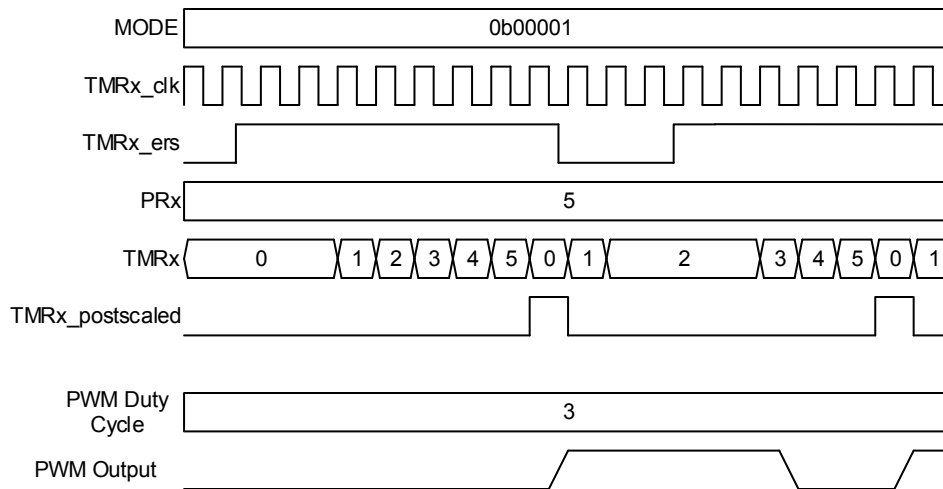 MODE 0b00001
TMRx_clk
TMRx_ers
PRx 5
TMRx 0 1 2 3 4 5 0 1 2 3 4 5 0 1
TMRx_postscaled
PWM Duty
Cycle 3
PWM Output